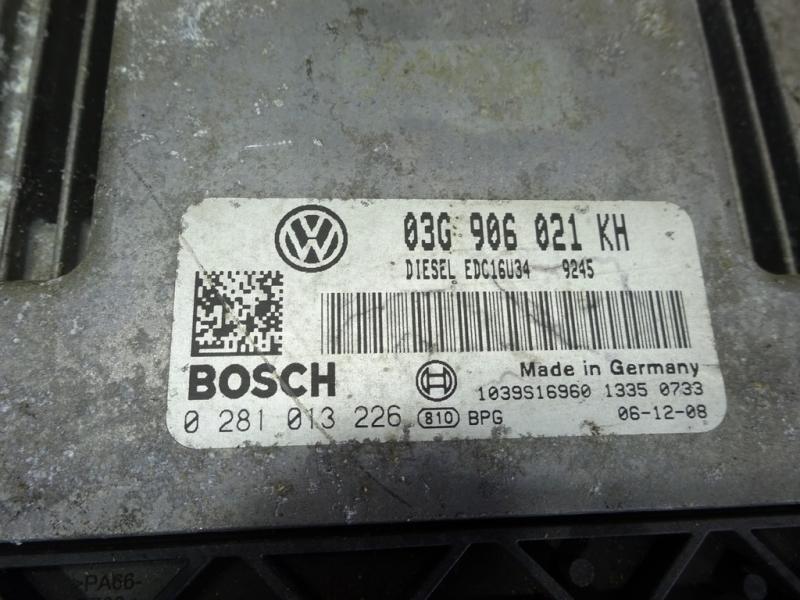 03G 906 021 KH
DIESEL EDC16U34 9245
BOSCH
Made in Germany
1039S16960 1335 0733
0 281 013 226 810 BPG 06-12-08
>PA66-